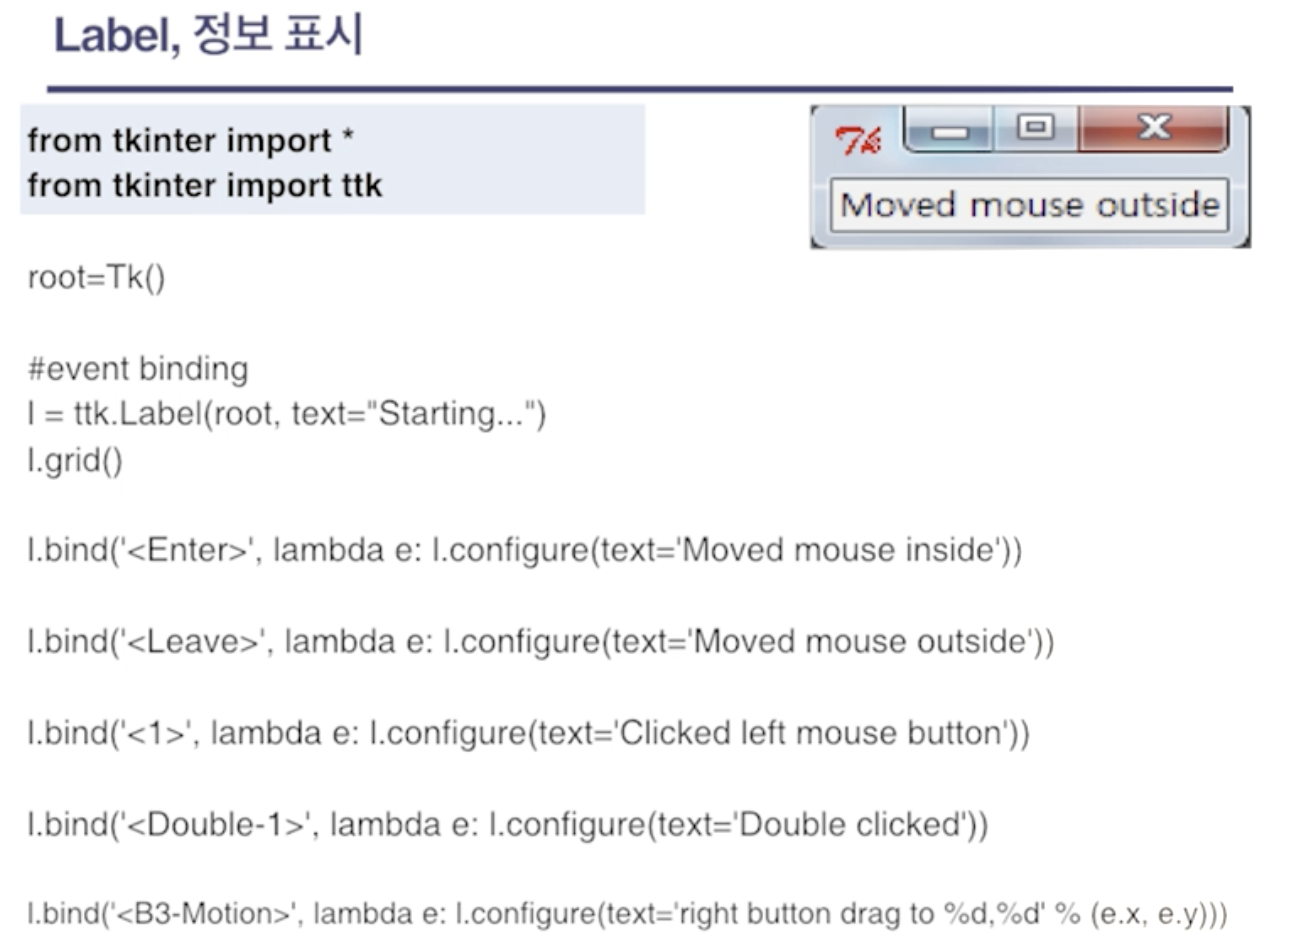 Label, 정보 표시
from tkinter import *
from tkinter import ttk
Moved mouse outside
root=Tk()
#event binding
l = ttk.Label(root, text="Starting...")
l.grid()
l.bind('<Enter>', lambda e: l.configure(text='Moved mouse inside'))
l.bind('<Leave>', lambda e: l.configure(text='Moved mouse outside'))
l.bind('<1>', lambda e: l.configure(text='Clicked left mouse button'))
l.bind('<Double-1>', lambda e: l.configure(text='Double clicked'))
l.bind('<B3-Motion>', lambda e: l.configure(text='right button drag to %d,%d' % (e.x, e.y)))